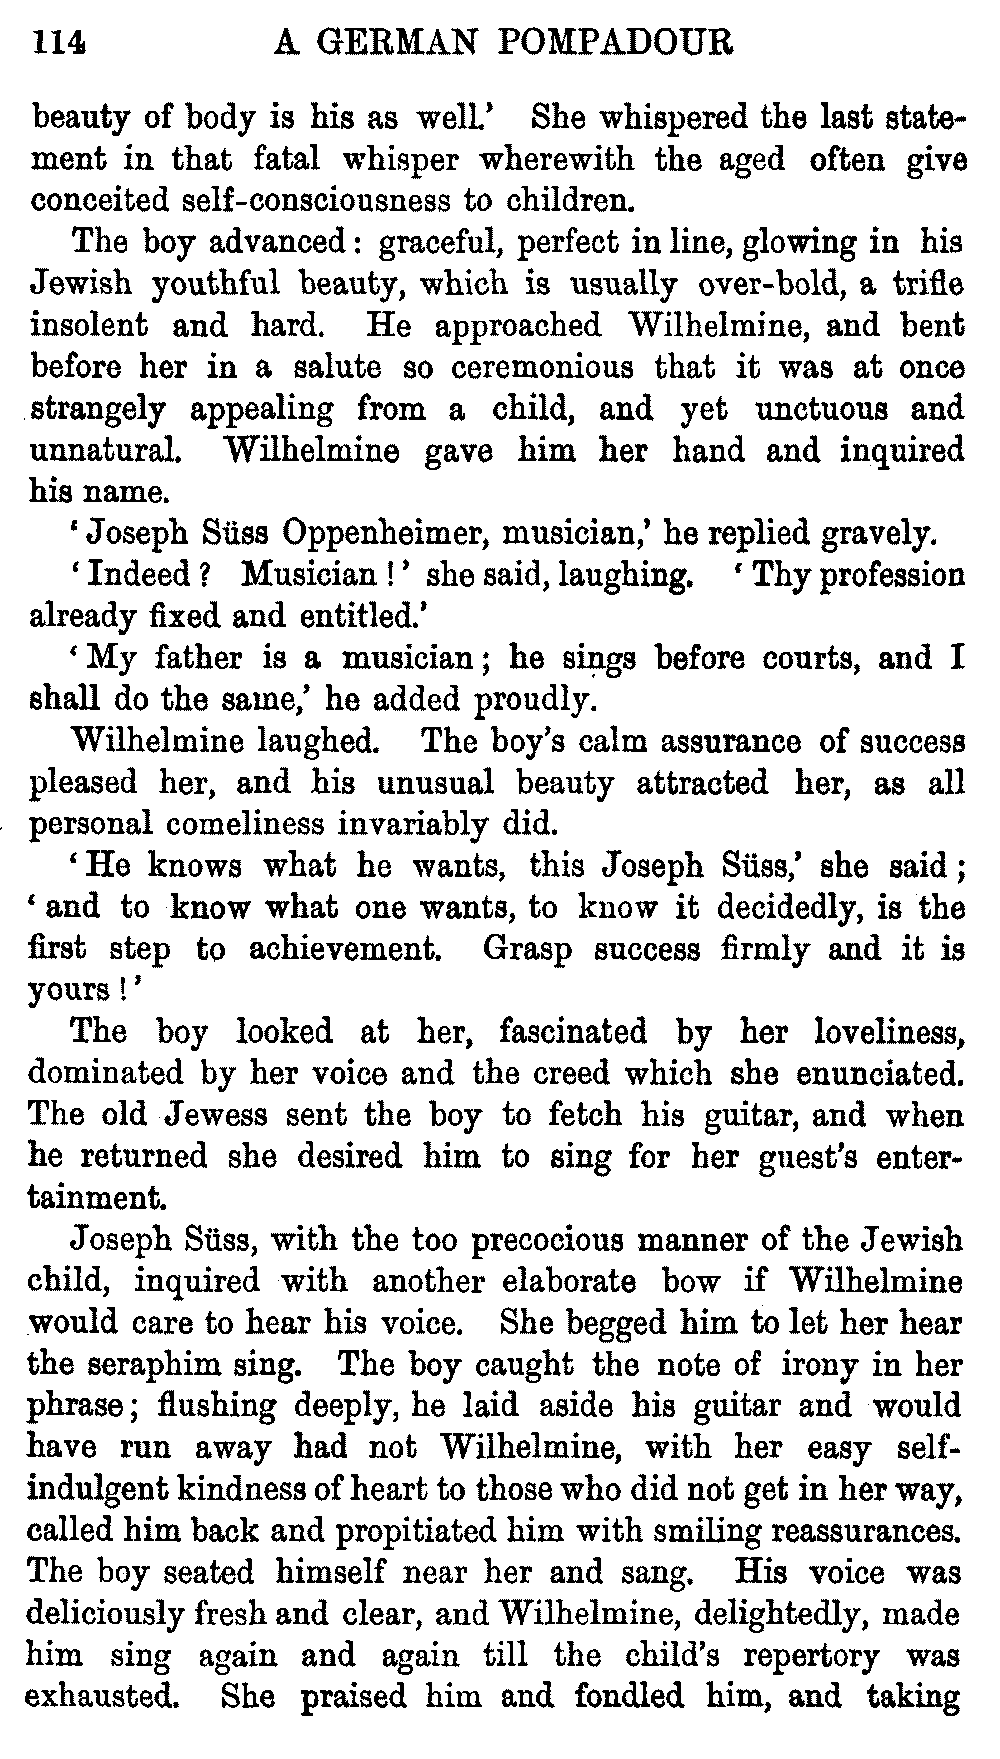 114 A GERMAN POMPADOUR
beauty of body is his as well.' She whispered the last state-
ment in that fatal whisper wherewith the aged often give
conceited self-consciousness to children.
The boy advanced: graceful, perfect in line, glowing in his
Jewish youthful beauty, which is usually over-bold, a trifle
insolent and hard. He approached Wilhelmine, and bent
before her in a salute so ceremonious that it was at once
strangely appealing from a child, and yet unctuous and
unnatural. Wilhelmine gave him her hand and inquired
his name.
'Joseph Süss Oppenheimer, musician,' he replied gravely.
'Indeed? Musician!' she said, laughing. 'Thy profession
already fixed and entitled.'
'My father is a musician; he sings before courts, and I
shall do the same,' he added proudly.
Wilhelmine laughed. The boy's calm assurance of success
pleased her, and his unusual beauty attracted her, as all
personal comeliness invariably did.
'He knows what he wants, this Joseph Süss,' she said;
'and to know what one wants, to know it decidedly, is the
first step to achievement. Grasp success firmly and it is
yours!'
The boy looked at her, fascinated by her loveliness,
dominated by her voice and the creed which she enunciated.
The old Jewess sent the boy to fetch his guitar, and when
he returned she desired him to sing for her guest's enter-
tainment.
Joseph Süss, with the too precocious manner of the Jewish
child, inquired with another elaborate bow if Wilhelmine
would care to hear his voice. She begged him to let her hear
the seraphim sing. The boy caught the note of irony in her
phrase; flushing deeply, he laid aside his guitar and would
have run away had not Wilhelmine, with her easy self-
indulgent kindness of heart to those who did not get in her way,
called him back and propitiated him with smiling reassurances.
The boy seated himself near her and sang. His voice was
deliciously fresh and clear, and Wilhelmine, delightedly, made
him sing again and again till the child's repertory was
exhausted. She praised him and fondled him, and taking